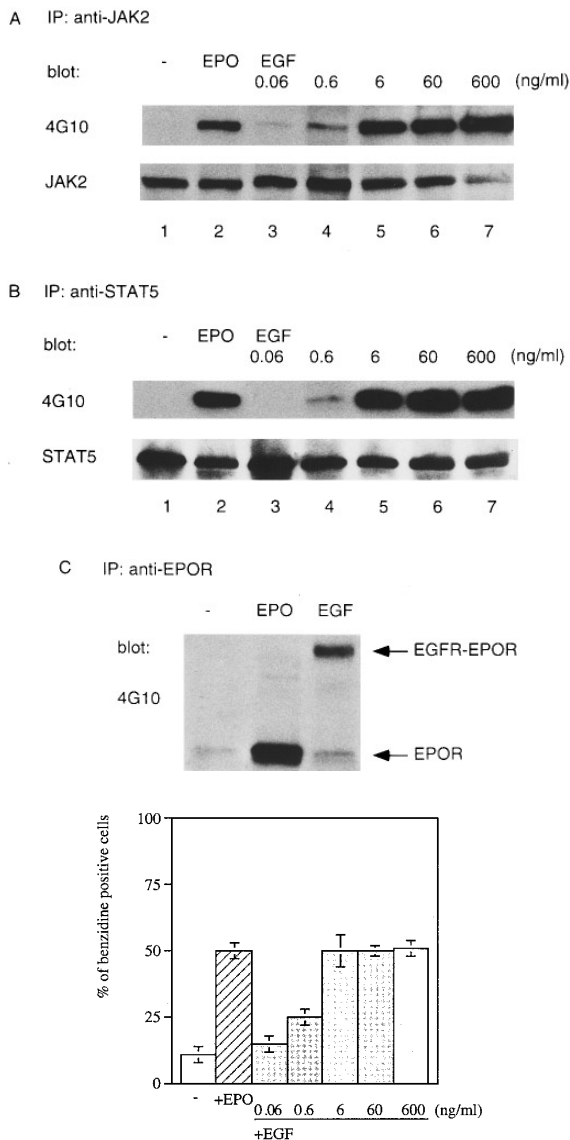 A IP: anti-JAK2
blot: - EPO EGF
0.06 0.6 6 60 600 (ng/ml)
4G10
JAK2
1 2 3 4 5 6 7
B IP: anti-STAT5
blot: - EPO EGF
0.06 0.6 6 60 600 (ng/ml)
4G10
STAT5
1 2 3 4 5 6 7
C IP: anti-EPOR
- EPO EGF
blot:
EGFR-EPOR
4G10
EPOR
% of benzidine positive cells
100
75
50
25
0
- +EPO 0.06 0.6 6 60 600 (ng/ml)
+EGF